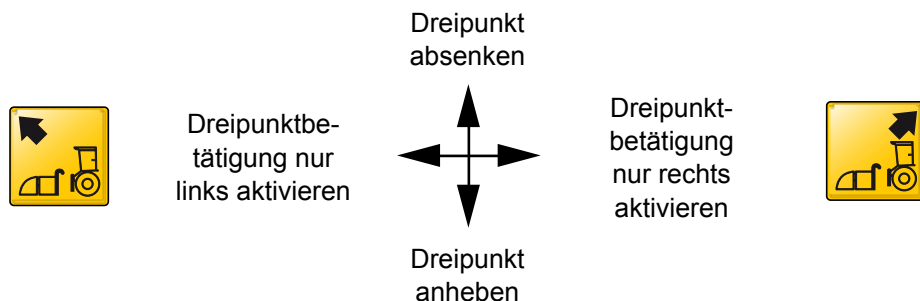 Dreipunkt
absenken
Dreipunktbe-
tätigung nur
links aktivieren
Dreipunkt-
betätigung
nur rechts
aktivieren
Dreipunkt
anheben